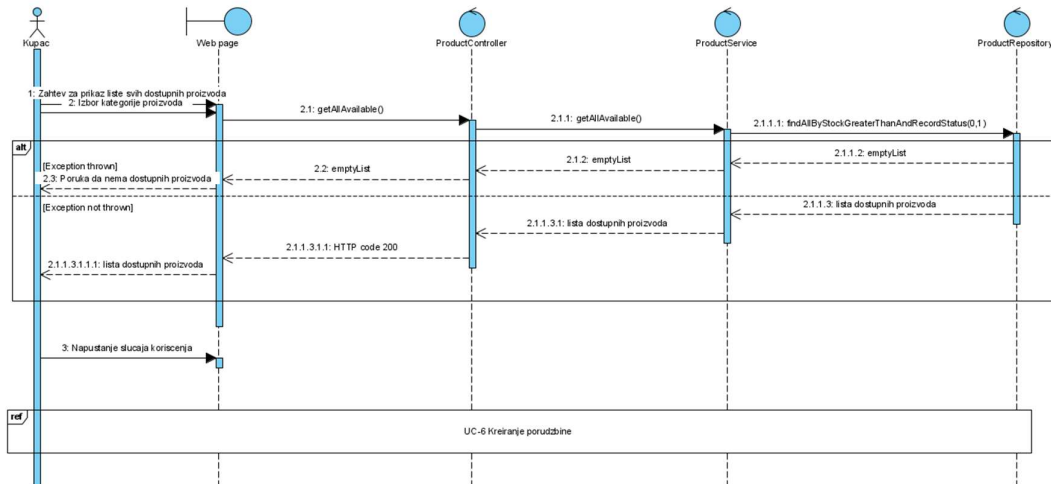 Kupac
Web page
ProductController
ProductService
ProductRepository
1: Zahtev za prikaz liste svih dostupnih proizvoda
2: Izbor kategorije proizvoda
2.1: getAllAvailable()
2.1.1: getAllAvailable()
2.1.1.1: findAllByStockGreaterThanAndRecordStatus(0,1)
alt
[Exception thrown]
2.1.1.2: emptyList
2.1.2: emptyList
2.2: emptyList
2.3: Poruka da nema dostupnih proizvoda
[Exception not thrown]
2.1.1.3: lista dostupnih proizvoda
2.1.1.3.1: lista dostupnih proizvoda
2.1.1.3.1.1: HTTP code 200
2.1.1.3.1.1.1: lista dostupnih proizvoda
3: Napustanje slucaja koriscenja
ref
UC-6 Kreiranje porudzbine